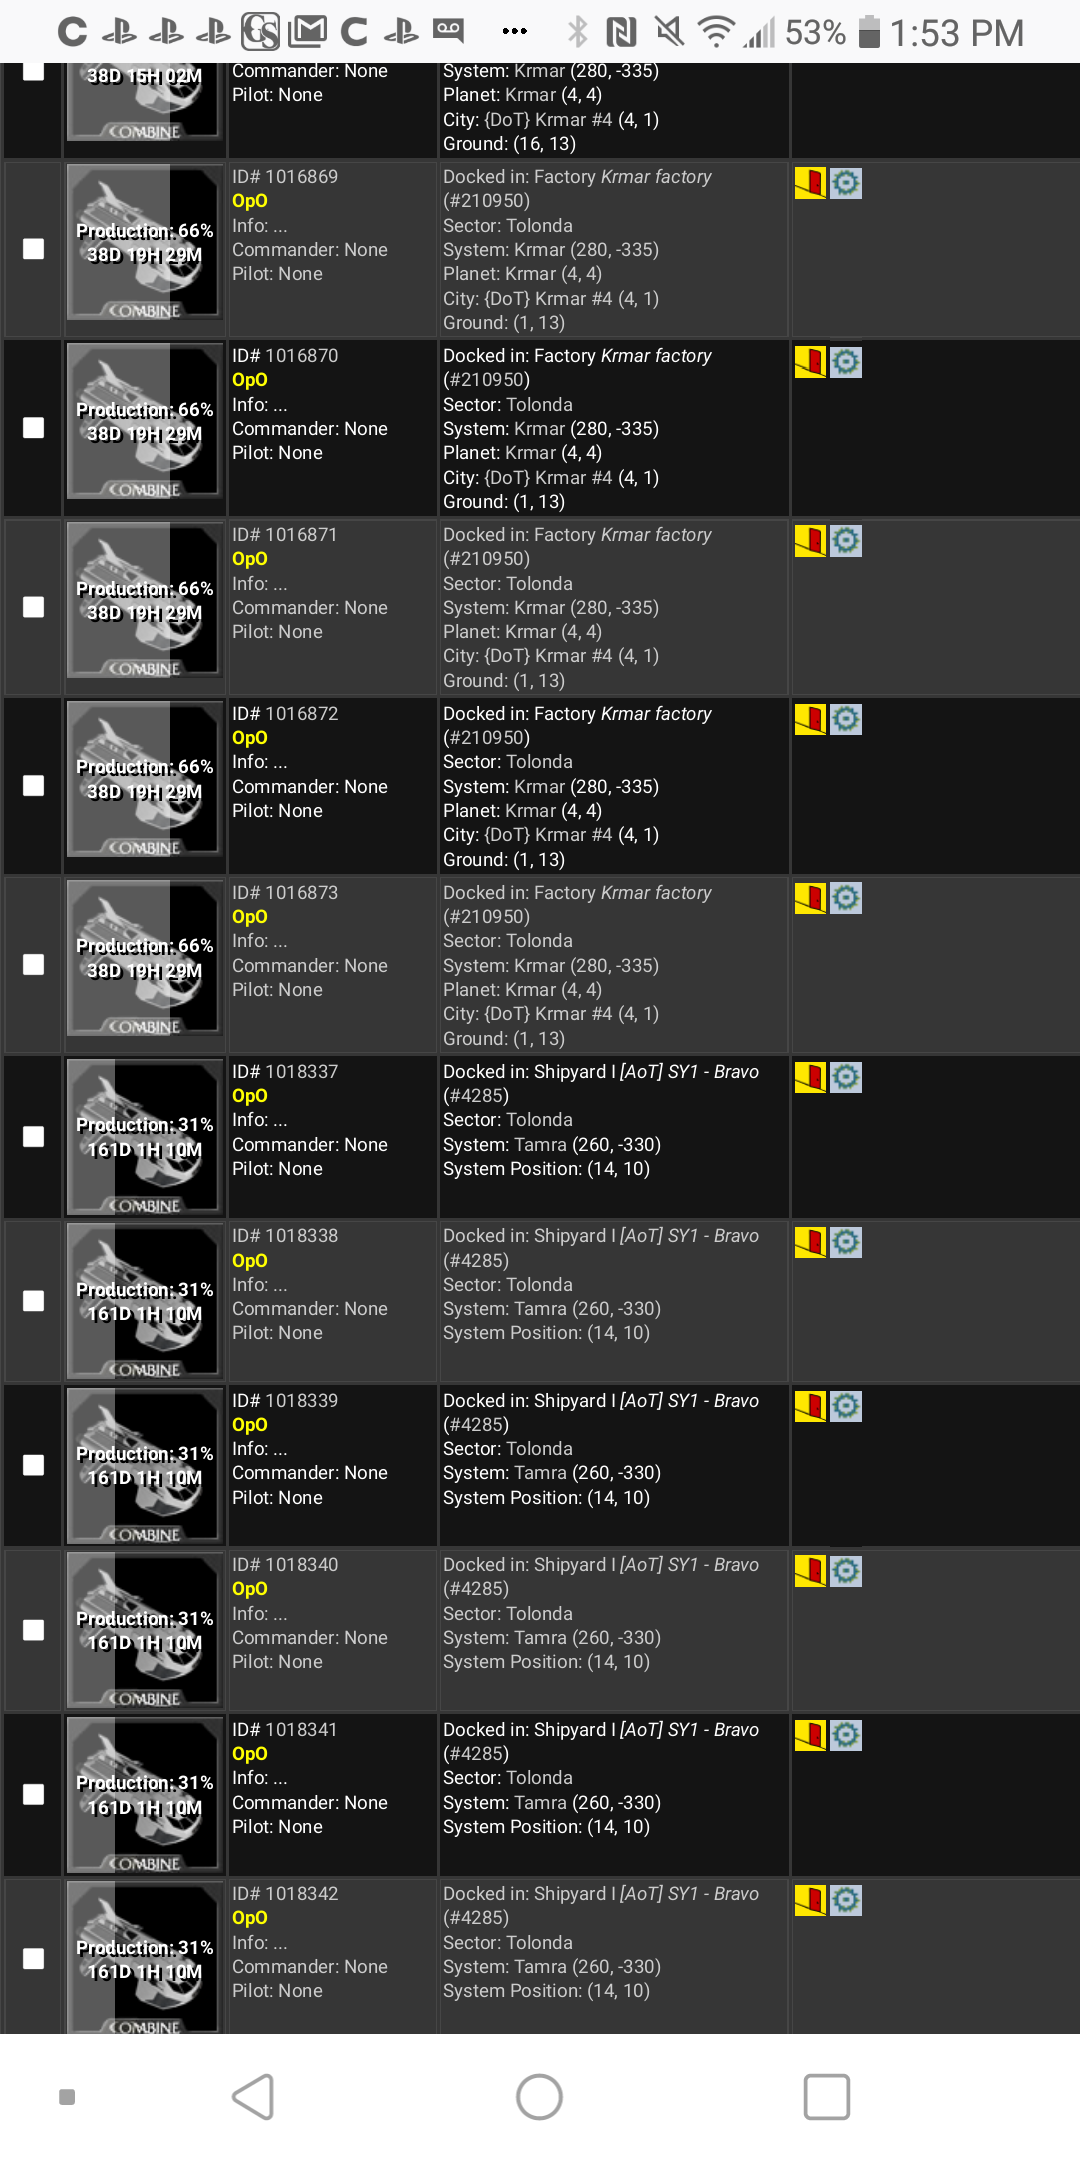 53% 1:53 PM
38D 15H 02M
COMBINE
Commander: None
Pilot: None
System: Krmar (280, -335)
Planet: Krmar (4, 4)
City: {DoT} Krmar #4 (4, 1)
Ground: (16, 13)
Production: 66%
38D 19H 29M
COMBINE
ID# 1016869
OpO
Info: ...
Commander: None
Pilot: None
Docked in: Factory Krmar factory
(#210950)
Sector: Tolonda
System: Krmar (280, -335)
Planet: Krmar (4, 4)
City: {DoT} Krmar #4 (4, 1)
Ground: (1, 13)
Production: 66%
38D 19H 29M
COMBINE
ID# 1016870
OpO
Info: ...
Commander: None
Pilot: None
Docked in: Factory Krmar factory
(#210950)
Sector: Tolonda
System: Krmar (280, -335)
Planet: Krmar (4, 4)
City: {DoT} Krmar #4 (4, 1)
Ground: (1, 13)
Production: 66%
38D 19H 29M
COMBINE
ID# 1016871
OpO
Info: ...
Commander: None
Pilot: None
Docked in: Factory Krmar factory
(#210950)
Sector: Tolonda
System: Krmar (280, -335)
Planet: Krmar (4, 4)
City: {DoT} Krmar #4 (4, 1)
Ground: (1, 13)
Production: 66%
38D 19H 29M
COMBINE
ID# 1016872
OpO
Info: ...
Commander: None
Pilot: None
Docked in: Factory Krmar factory
(#210950)
Sector: Tolonda
System: Krmar (280, -335)
Planet: Krmar (4, 4)
City: {DoT} Krmar #4 (4, 1)
Ground: (1, 13)
Production: 66%
38D 19H 29M
COMBINE
ID# 1016873
OpO
Info: ...
Commander: None
Pilot: None
Docked in: Factory Krmar factory
(#210950)
Sector: Tolonda
System: Krmar (280, -335)
Planet: Krmar (4, 4)
City: {DoT} Krmar #4 (4, 1)
Ground: (1, 13)
Production: 31%
161D 1H 10M
COMBINE
ID# 1018337
OpO
Info: ...
Commander: None
Pilot: None
Docked in: Shipyard I [AoT] SY1 - Bravo
(#4285)
Sector: Tolonda
System: Tamra (260, -330)
System Position: (14, 10)
Production: 31%
161D 1H 10M
COMBINE
ID# 1018338
OpO
Info: ...
Commander: None
Pilot: None
Docked in: Shipyard I [AoT] SY1 - Bravo
(#4285)
Sector: Tolonda
System: Tamra (260, -330)
System Position: (14, 10)
Production: 31%
161D 1H 10M
COMBINE
ID# 1018339
OpO
Info: ...
Commander: None
Pilot: None
Docked in: Shipyard I [AoT] SY1 - Bravo
(#4285)
Sector: Tolonda
System: Tamra (260, -330)
System Position: (14, 10)
Production: 31%
161D 1H 10M
COMBINE
ID# 1018340
OpO
Info: ...
Commander: None
Pilot: None
Docked in: Shipyard I [AoT] SY1 - Bravo
(#4285)
Sector: Tolonda
System: Tamra (260, -330)
System Position: (14, 10)
Production: 31%
161D 1H 10M
COMBINE
ID# 1018341
OpO
Info: ...
Commander: None
Pilot: None
Docked in: Shipyard I [AoT] SY1 - Bravo
(#4285)
Sector: Tolonda
System: Tamra (260, -330)
System Position: (14, 10)
Production: 31%
161D 1H 10M
COMBINE
ID# 1018342
OpO
Info: ...
Commander: None
Pilot: None
Docked in: Shipyard I [AoT] SY1 - Bravo
(#4285)
Sector: Tolonda
System: Tamra (260, -330)
System Position: (14, 10)